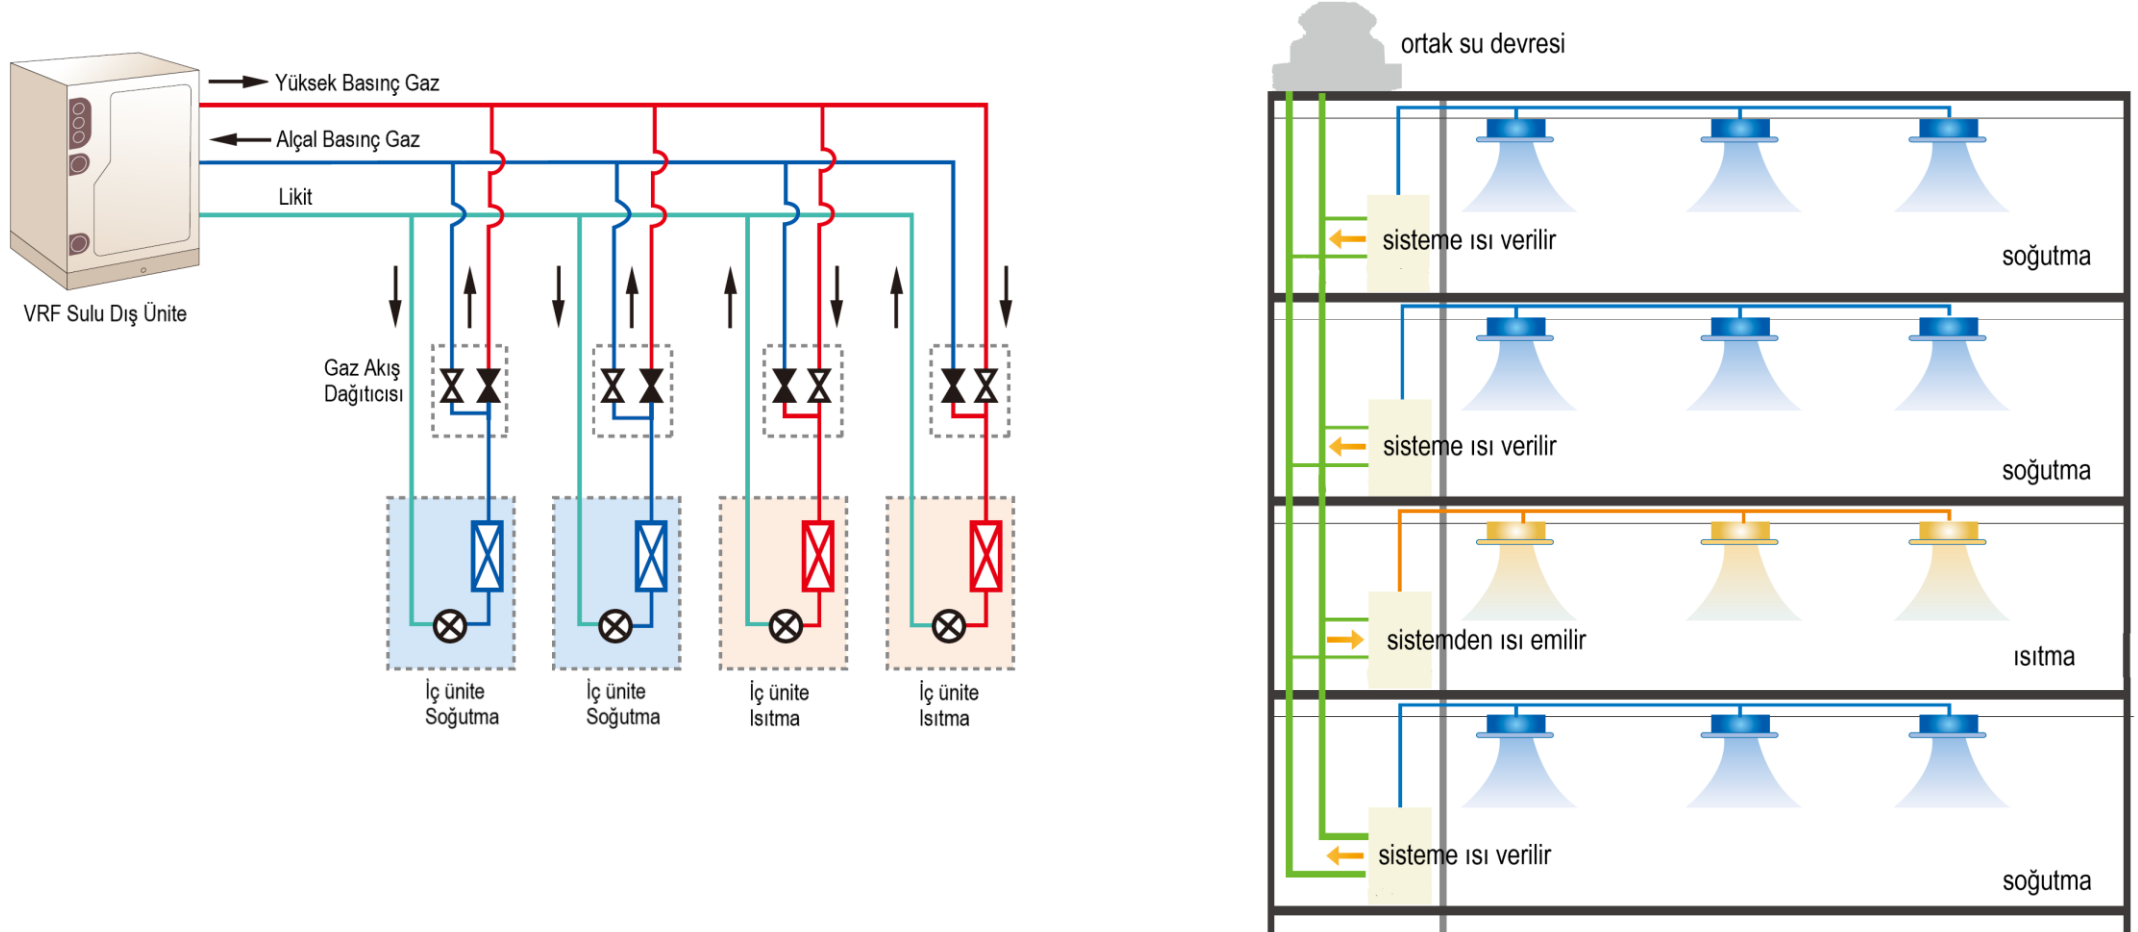 Yüksek Basınç Gaz
Alçal Basınç Gaz
Likit
VRF Sulu Dış Ünite
Gaz Akış
Dağıtıcısı
İç ünite
Soğutma
İç ünite
Soğutma
İç ünite
Isıtma
İç ünite
Isıtma
ortak su devresi
sisteme ısı verilir
soğutma
sisteme ısı verilir
soğutma
sistemden ısı emilir
ısıtma
sisteme ısı verilir
soğutma